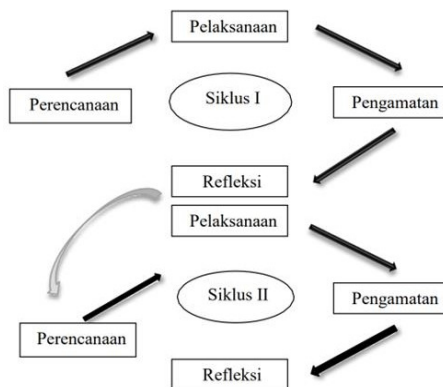 Pelaksanaan
Perencanaan
Siklus I
Pengamatan
Refleksi
Pelaksanaan
Siklus II
Pengamatan
Perencanaan
Refleksi